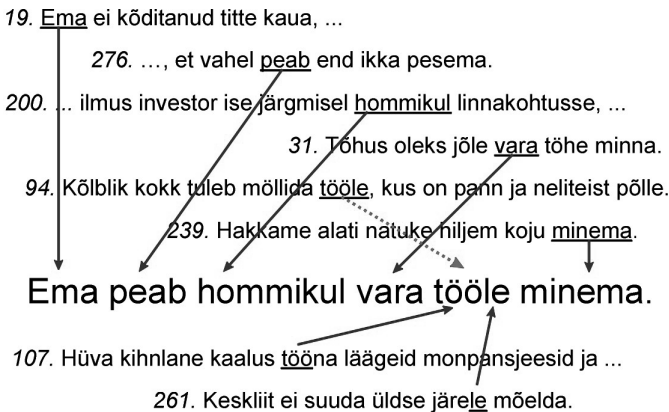 19. Ema ei kõditanud titte kaua, ...
276. ..., et vahel peab end ikka pesema.
200. ... ilmus investor ise järgmisel hommikul linnakohtusse, ...
31. Tõhus oleks jõle vara töhe minna.
94. Kõlblik kokk tuleb möllida tööle, kus on pann ja neliteist põlle.
239. Hakkame alati natuke hiljem koju minema.
Ema peab hommikul vara tööle minema.
107. Hüva kihnlane kaalus tööna läägeid monpansjeesid ja ...
261. Keskliit ei suuda üldse järele mõelda.